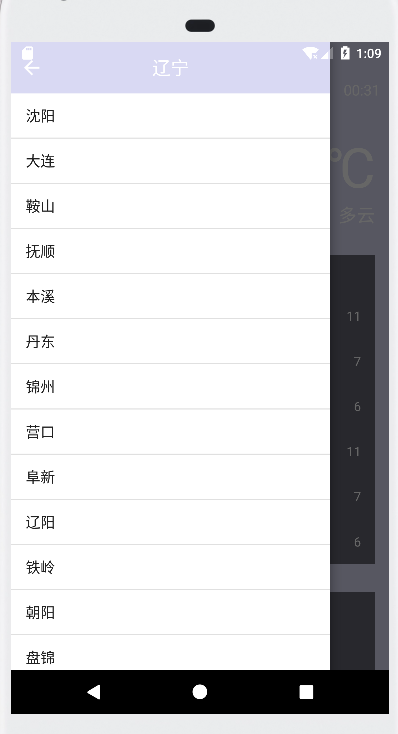 1:09
辽宁
00:31
沈阳
大连
℃
鞍山
多云
抚顺
本溪
11
丹东
7
锦州
6
营口
11
阜新
7
辽阳
6
铁岭
朝阳
盘锦